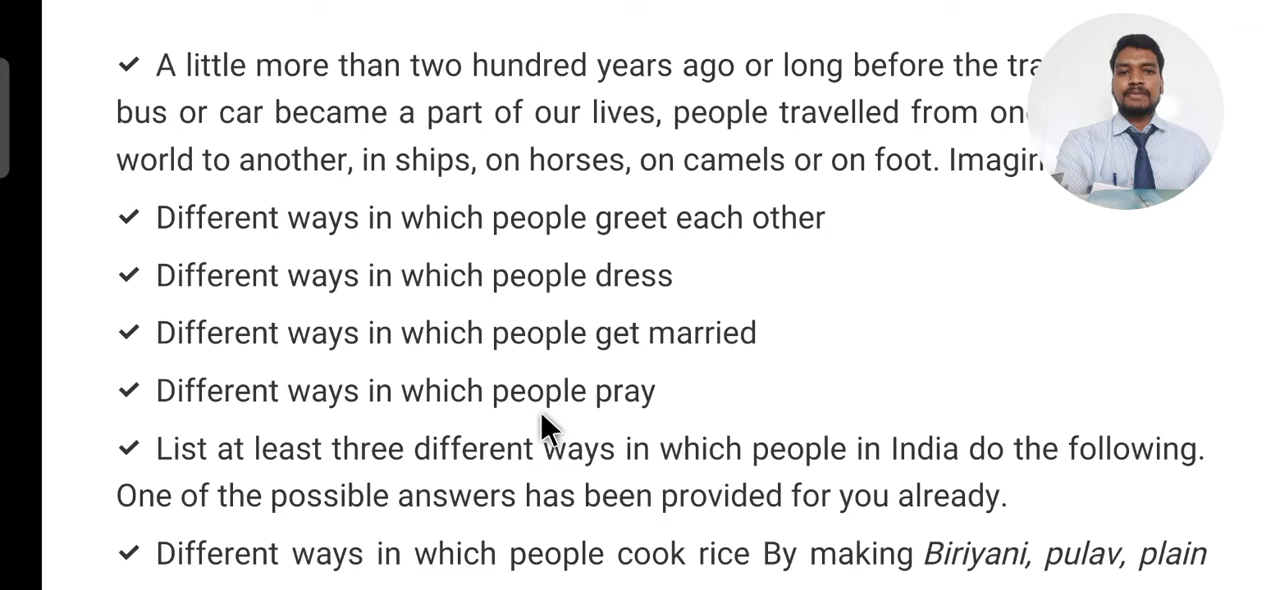 ✓ A little more than two hundred years ago or long before the
bus or car became a part of our lives, people travelled from
world to another, in ships, on horses, on camels or on foot.
✓ Different ways in which people greet each other
✓ Different ways in which people dress
✓ Different ways in which people get married
✓ Different ways in which people pray
✓ List at least three different ways in which people in India do the following.
One of the possible answers has been provided for you already.
✓ Different ways in which people cook rice By making Biriyani, pulav, plain